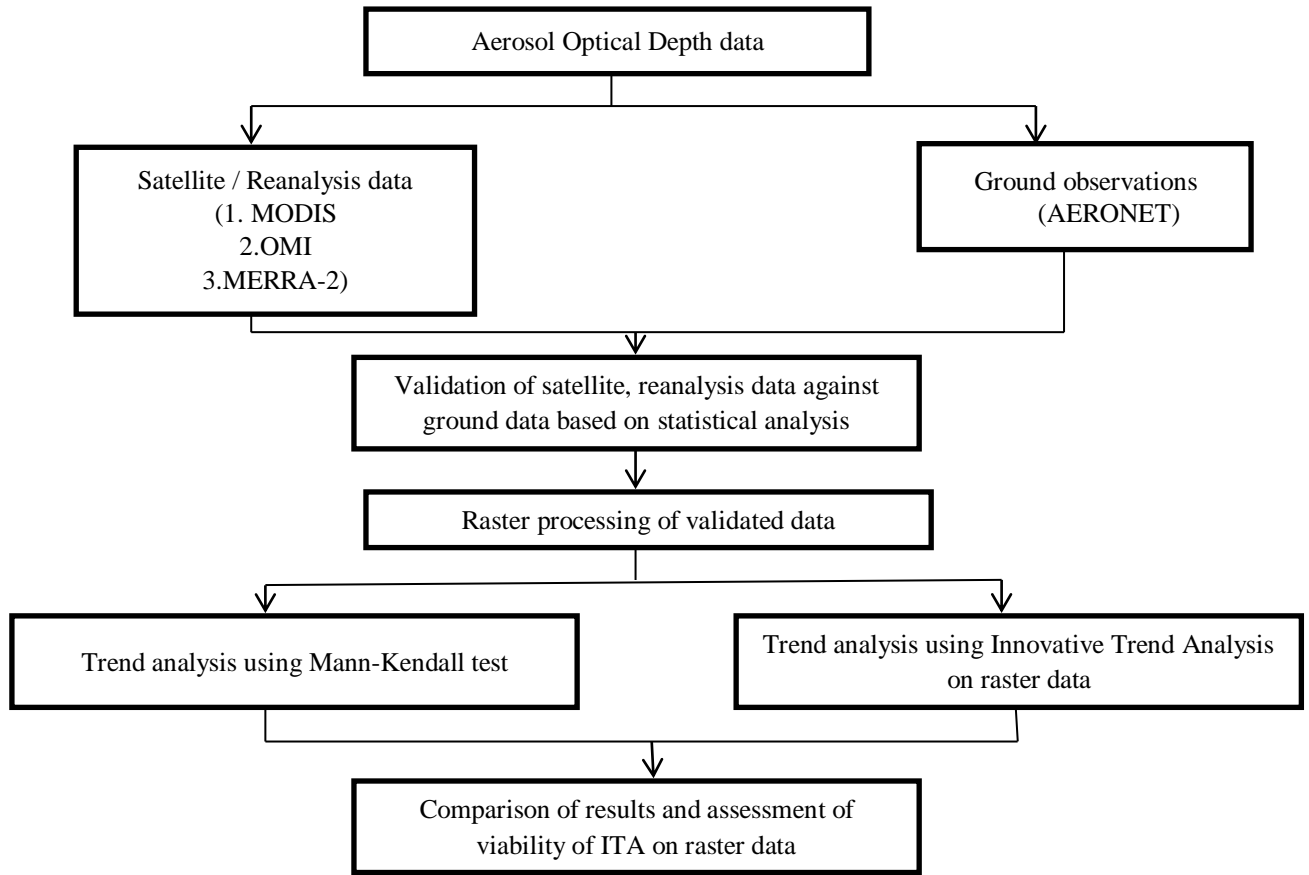 Aerosol Optical Depth data
Satellite / Reanalysis data
(1. MODIS
2.OMI
3.MERRA-2)
Ground observations
(AERONET)
Validation of satellite, reanalysis data against
ground data based on statistical analysis
Raster processing of validated data
Trend analysis using Mann-Kendall test
Trend analysis using Innovative Trend Analysis
on raster data
Comparison of results and assessment of
viability of ITA on raster data